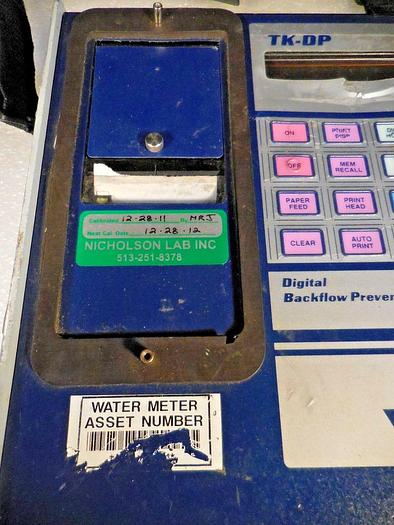 TK-DP
ON
PRINT DISP
OFF
MEM RECALL
PAPER FEED
PRINT HEAD
CLEAR
AUTO PRINT
Calibrated 12-28-11 By MRJ
Next Cal. Date 12-28-12
NICHOLSON LAB INC
513-251-8378
Digital
Backflow Preven
WATER METER
ASSET NUMBER